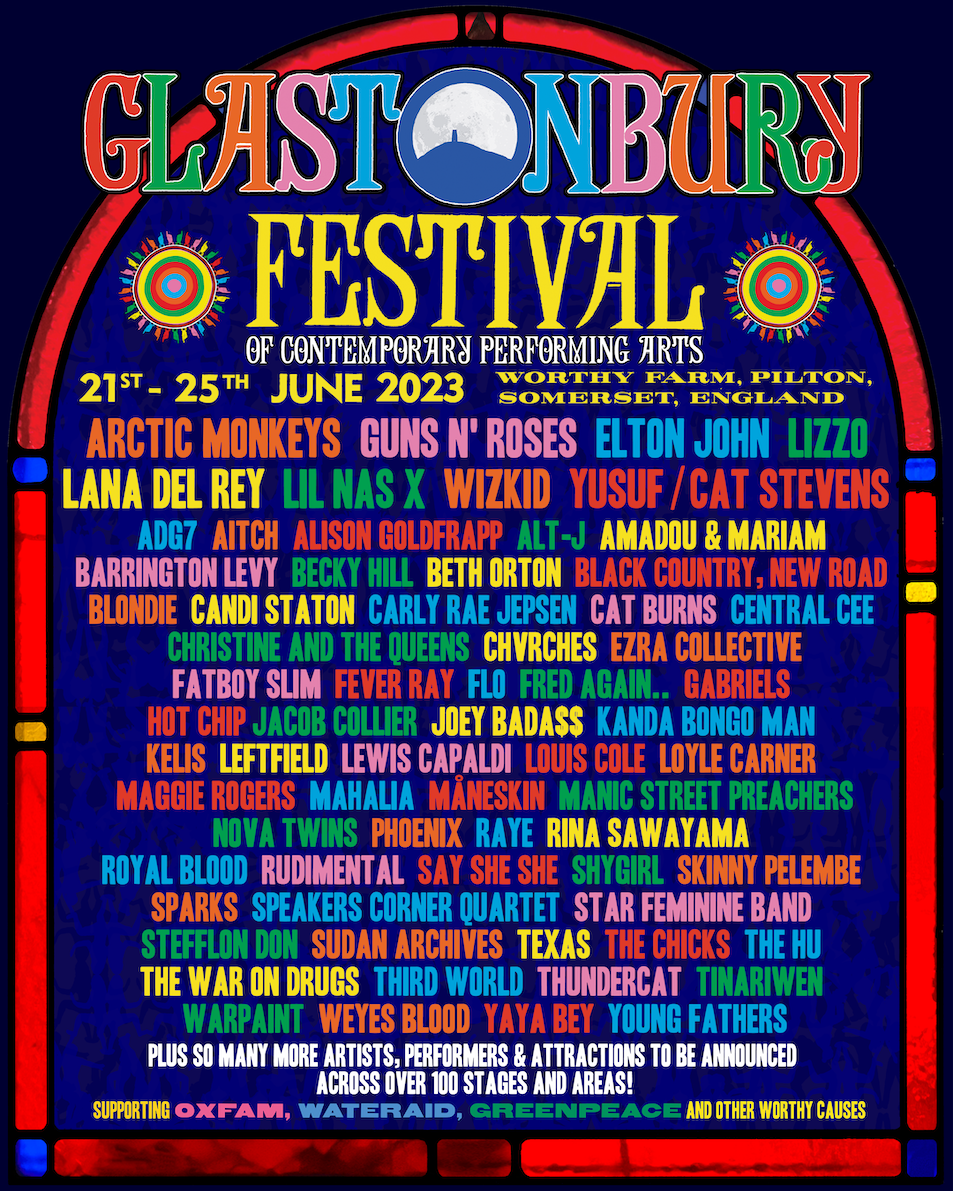 GLASTONBURY
FESTIVAL
OF CONTEMPORARY PERFORMING ARTS
21ST - 25TH JUNE 2023
WORTHY FARM, PILTON,
SOMERSET, ENGLAND
ARCTIC MONKEYS GUNS N' ROSES ELTON JOHN LIZZO
LANA DEL REY LIL NAS X WIZKID YUSUF / CAT STEVENS
ADG7 AITCH ALISON GOLDFRAPP ALT-J AMADOU & MARIAM
BARRINGTON LEVY BECKY HILL BETH ORTON BLACK COUNTRY, NEW ROAD
BLONDIE CANDI STATON CARLY RAE JEPSEN CAT BURNS CENTRAL CEE
CHRISTINE AND THE QUEENS CHVRCHES EZRA COLLECTIVE
FATBOY SLIM FEVER RAY FLO FRED AGAIN.. GABRIELS
HOT CHIP JACOB COLLIER JOEY BADA$$ KANDA BONGO MAN
KELIS LEFTFIELD LEWIS CAPALDI LOUIS COLE LOYLE CARNER
MAGGIE ROGERS MAHALIA MÅNESKIN MANIC STREET PREACHERS
NOVA TWINS PHOENIX RAYE RINA SAWAYAMA
ROYAL BLOOD RUDIMENTAL SAY SHE SHE SHYGIRL SKINNY PELEMBE
SPARKS SPEAKERS CORNER QUARTET STAR FEMININE BAND
STEFFLON DON SUDAN ARCHIVES TEXAS THE CHICKS THE HU
THE WAR ON DRUGS THIRD WORLD THUNDERCAT TINARIWEN
WARPAINT WEYES BLOOD YAYA BEY YOUNG FATHERS
PLUS SO MANY MORE ARTISTS, PERFORMERS & ATTRACTIONS TO BE ANNOUNCED
ACROSS OVER 100 STAGES AND AREAS!
SUPPORTING OXFAM, WATERAID, GREENPEACE AND OTHER WORTHY CAUSES